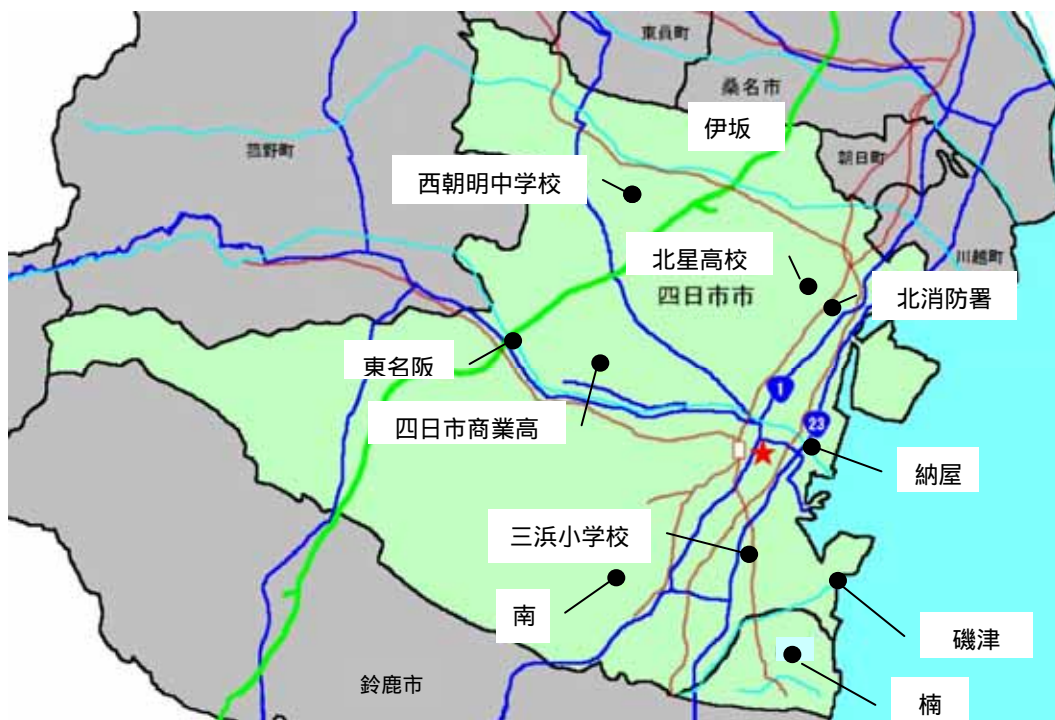 東員町
桑名市
伊坂
菰野町
朝日町
西朝明中学校
北星高校
川越町
四日市市
北消防署
東名阪
1
四日市商業高
23
納屋
三浜小学校
南
磯津
鈴鹿市
楠